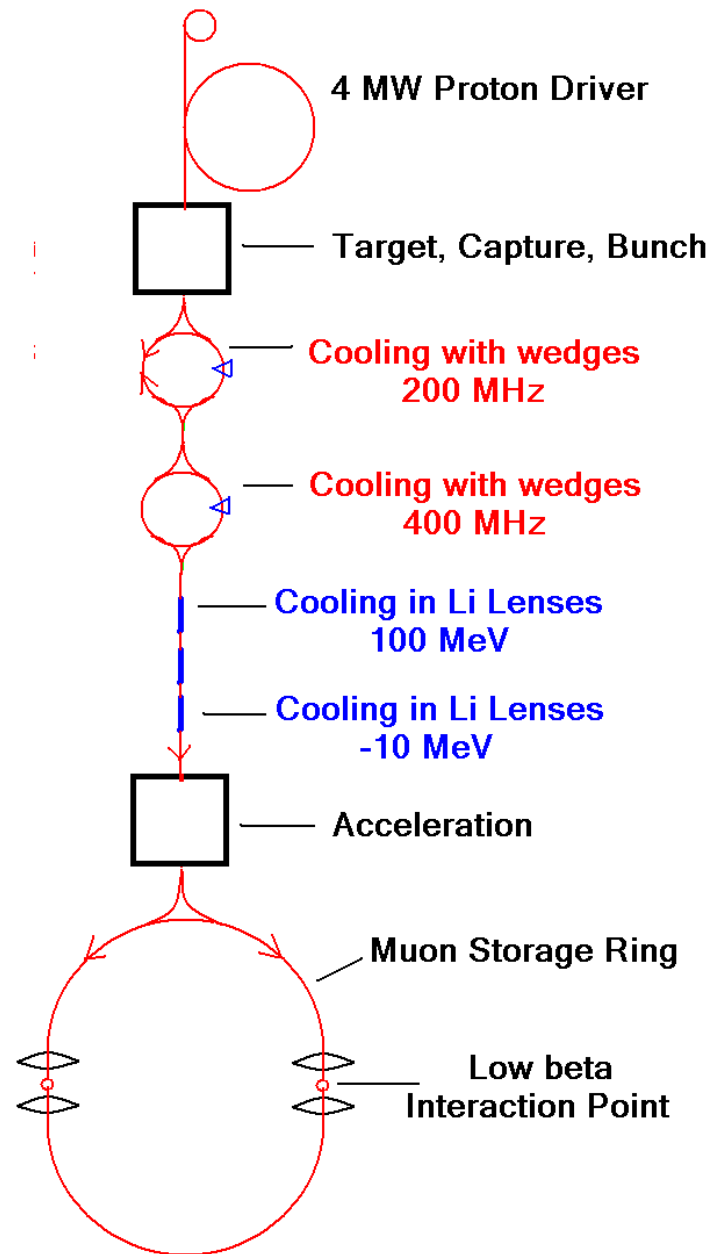 4 MW Proton Driver
Target, Capture, Bunch
Cooling with wedges
200 MHz
Cooling with wedges
400 MHz
Cooling in Li Lenses
100 MeV
Cooling in Li Lenses
-10 MeV
Acceleration
Muon Storage Ring
Low beta
Interaction Point